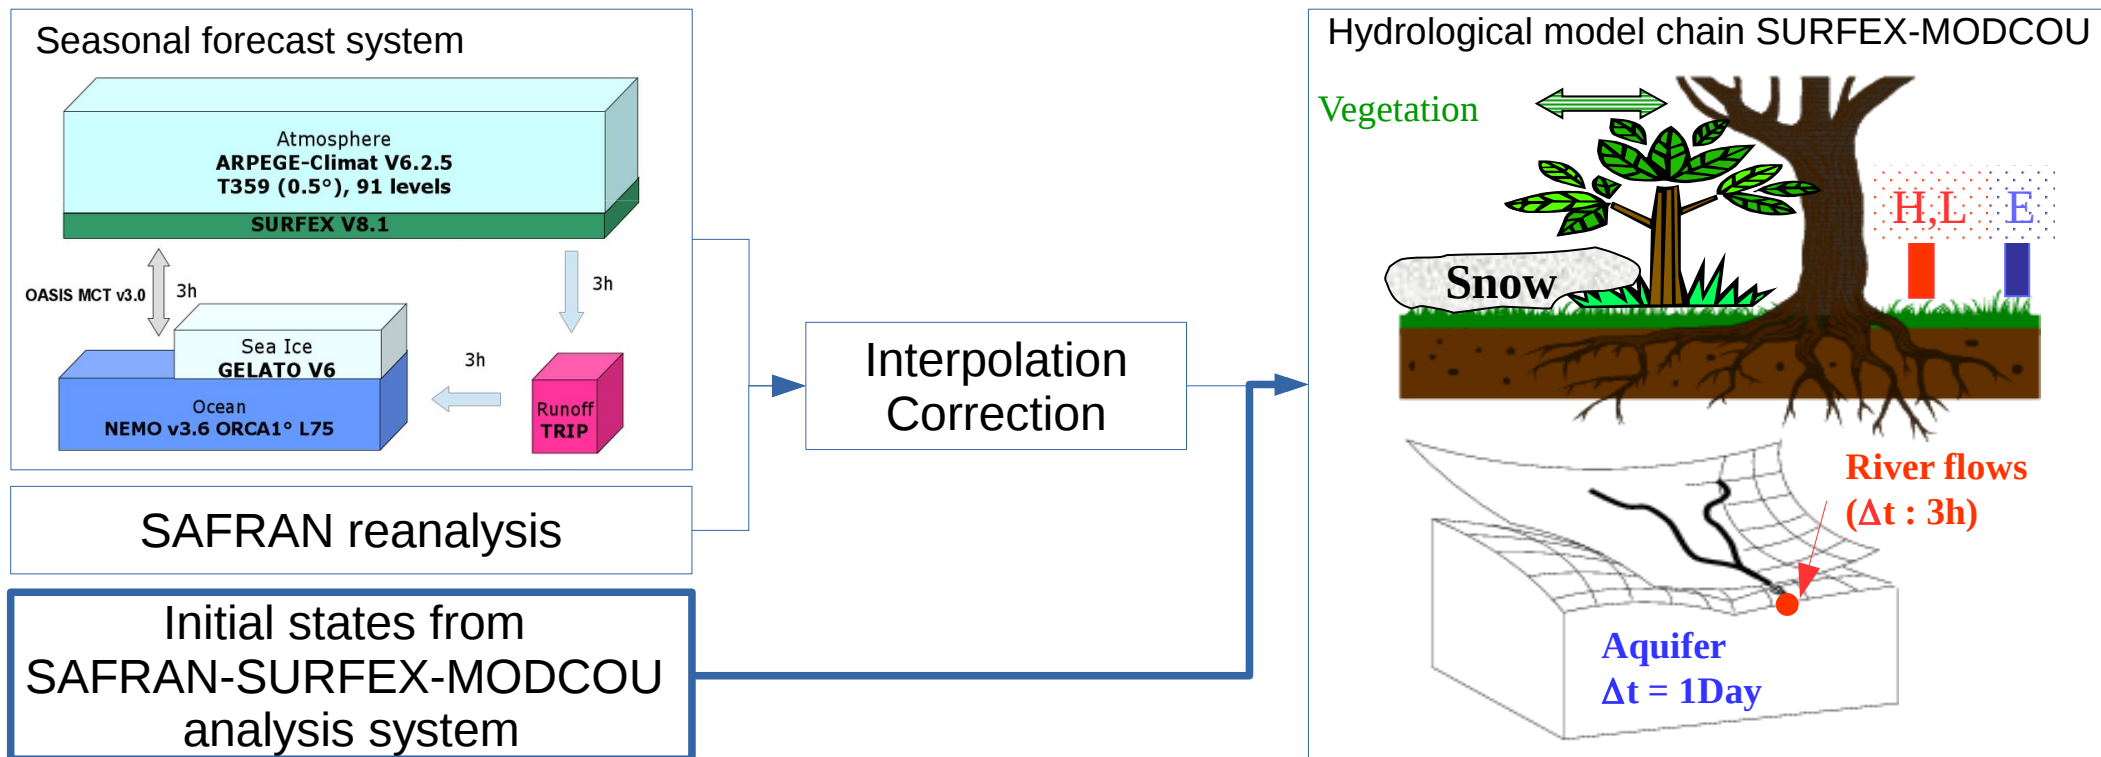 Seasonal forecast system
Atmosphere
ARPEGE-Climat V6.2.5
T359 (0.5°), 91 levels
SURFEX V8.1
OASIS MCT v3.0
3h
3h
Sea Ice
GELATO V6
3h
Ocean
NEMO v3.6 ORCA1° L75
Runoff
TRIP
SAFRAN reanalysis
Initial states from
SAFRAN-SURFEX-MODCOU
analysis system
Interpolation
Correction
Hydrological model chain SURFEX-MODCOU
Vegetation
H,L E
Snow
River flows
(Δt : 3h)
Aquifer
Δt = 1Day